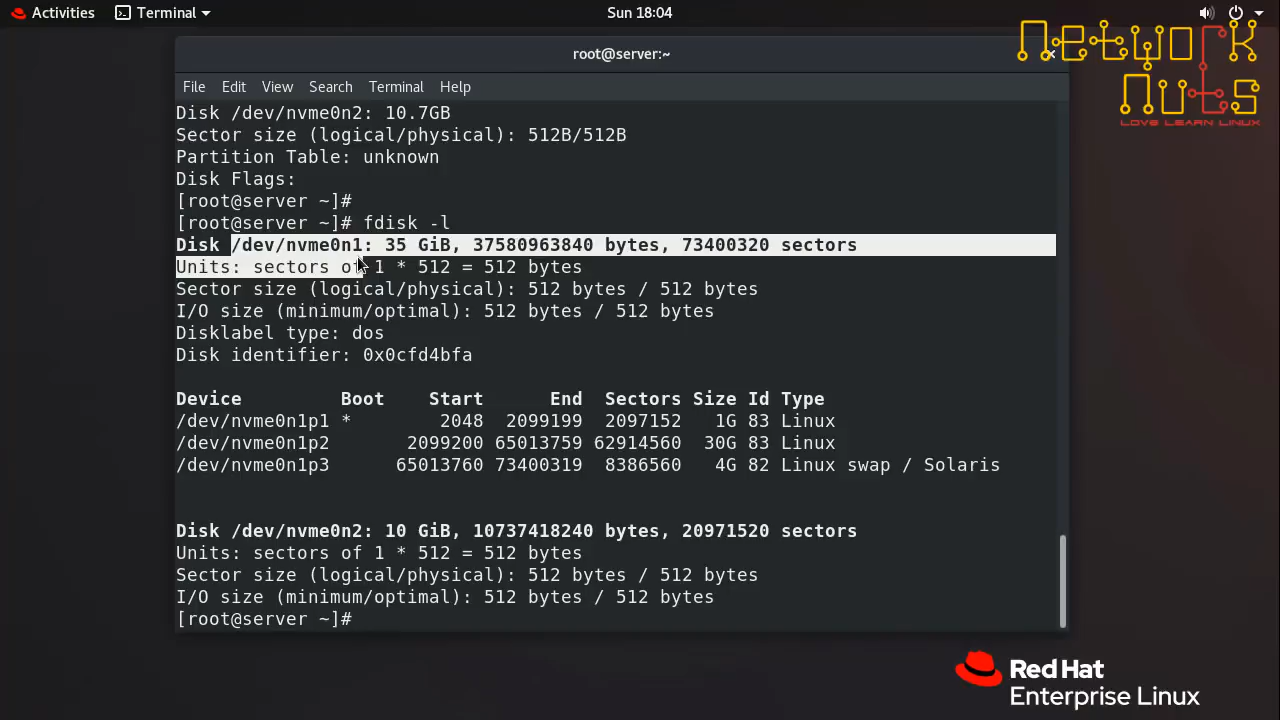 Activities Terminal Sun 18:04
NETWORK
NUTS
LOVE LEARN LINUX
root@server:~
File Edit View Search Terminal Help
Disk /dev/nvme0n2: 10.7GB
Sector size (logical/physical): 512B/512B
Partition Table: unknown
Disk Flags:
[root@server ~]#
[root@server ~]# fdisk -l
Disk /dev/nvme0n1: 35 GiB, 37580963840 bytes, 73400320 sectors
Units: sectors of 1 * 512 = 512 bytes
Sector size (logical/physical): 512 bytes / 512 bytes
I/O size (minimum/optimal): 512 bytes / 512 bytes
Disklabel type: dos
Disk identifier: 0x0cfd4bfa
Device Boot Start End Sectors Size Id Type
/dev/nvme0n1p1 * 2048 2099199 2097152 1G 83 Linux
/dev/nvme0n1p2 2099200 65013759 62914560 30G 83 Linux
/dev/nvme0n1p3 65013760 73400319 8386560 4G 82 Linux swap / Solaris
Disk /dev/nvme0n2: 10 GiB, 10737418240 bytes, 20971520 sectors
Units: sectors of 1 * 512 = 512 bytes
Sector size (logical/physical): 512 bytes / 512 bytes
I/O size (minimum/optimal): 512 bytes / 512 bytes
[root@server ~]#
Red Hat
Enterprise Linux